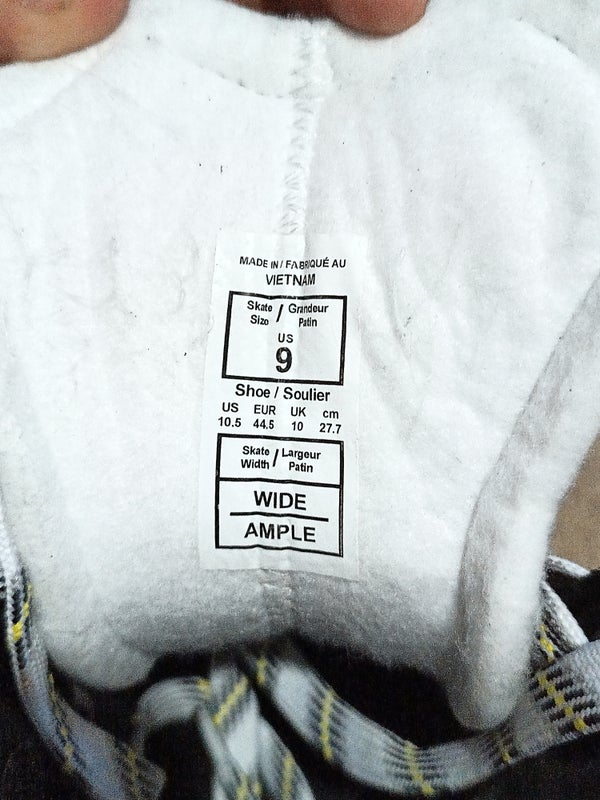 MADE IN / FABRIQUÉ AU
VIETNAM
Skate Size / Grandeur Patin
US
9
Shoe / Soulier
US EUR UK cm
10.5 44.5 10 27.7
Skate Width / Largeur Patin
WIDE
AMPLE